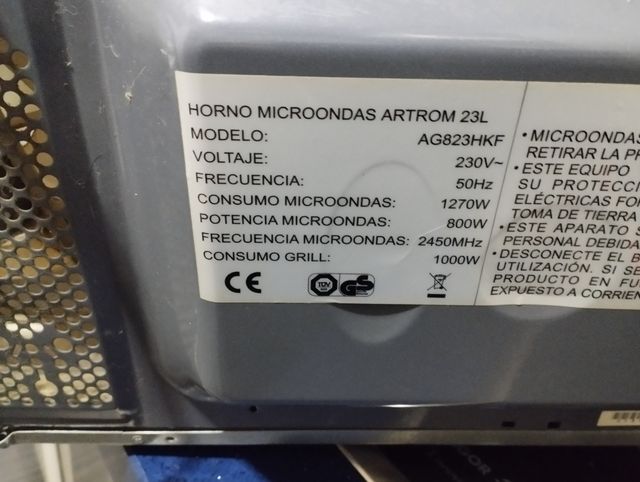 HORNO MICROONDAS ARTROM 23L
MODELO: AG823HKF
VOLTAJE: 230V~
FRECUENCIA: 50Hz
CONSUMO MICROONDAS: 1270W
POTENCIA MICROONDAS: 800W
FRECUENCIA MICROONDAS: 2450MHz
CONSUMO GRILL: 1000W
CE TÜV GS
• MICROONDAS
RETIRAR LA
• ESTE EQUIPO
SU
ELÉCTRICAS
TOMA DE TIERRA
• ESTE APARATO
PERSONAL
• DESCONECTE EL
UTILIZACIÓN. SI
PRODUCTO EN
EXPUESTO A